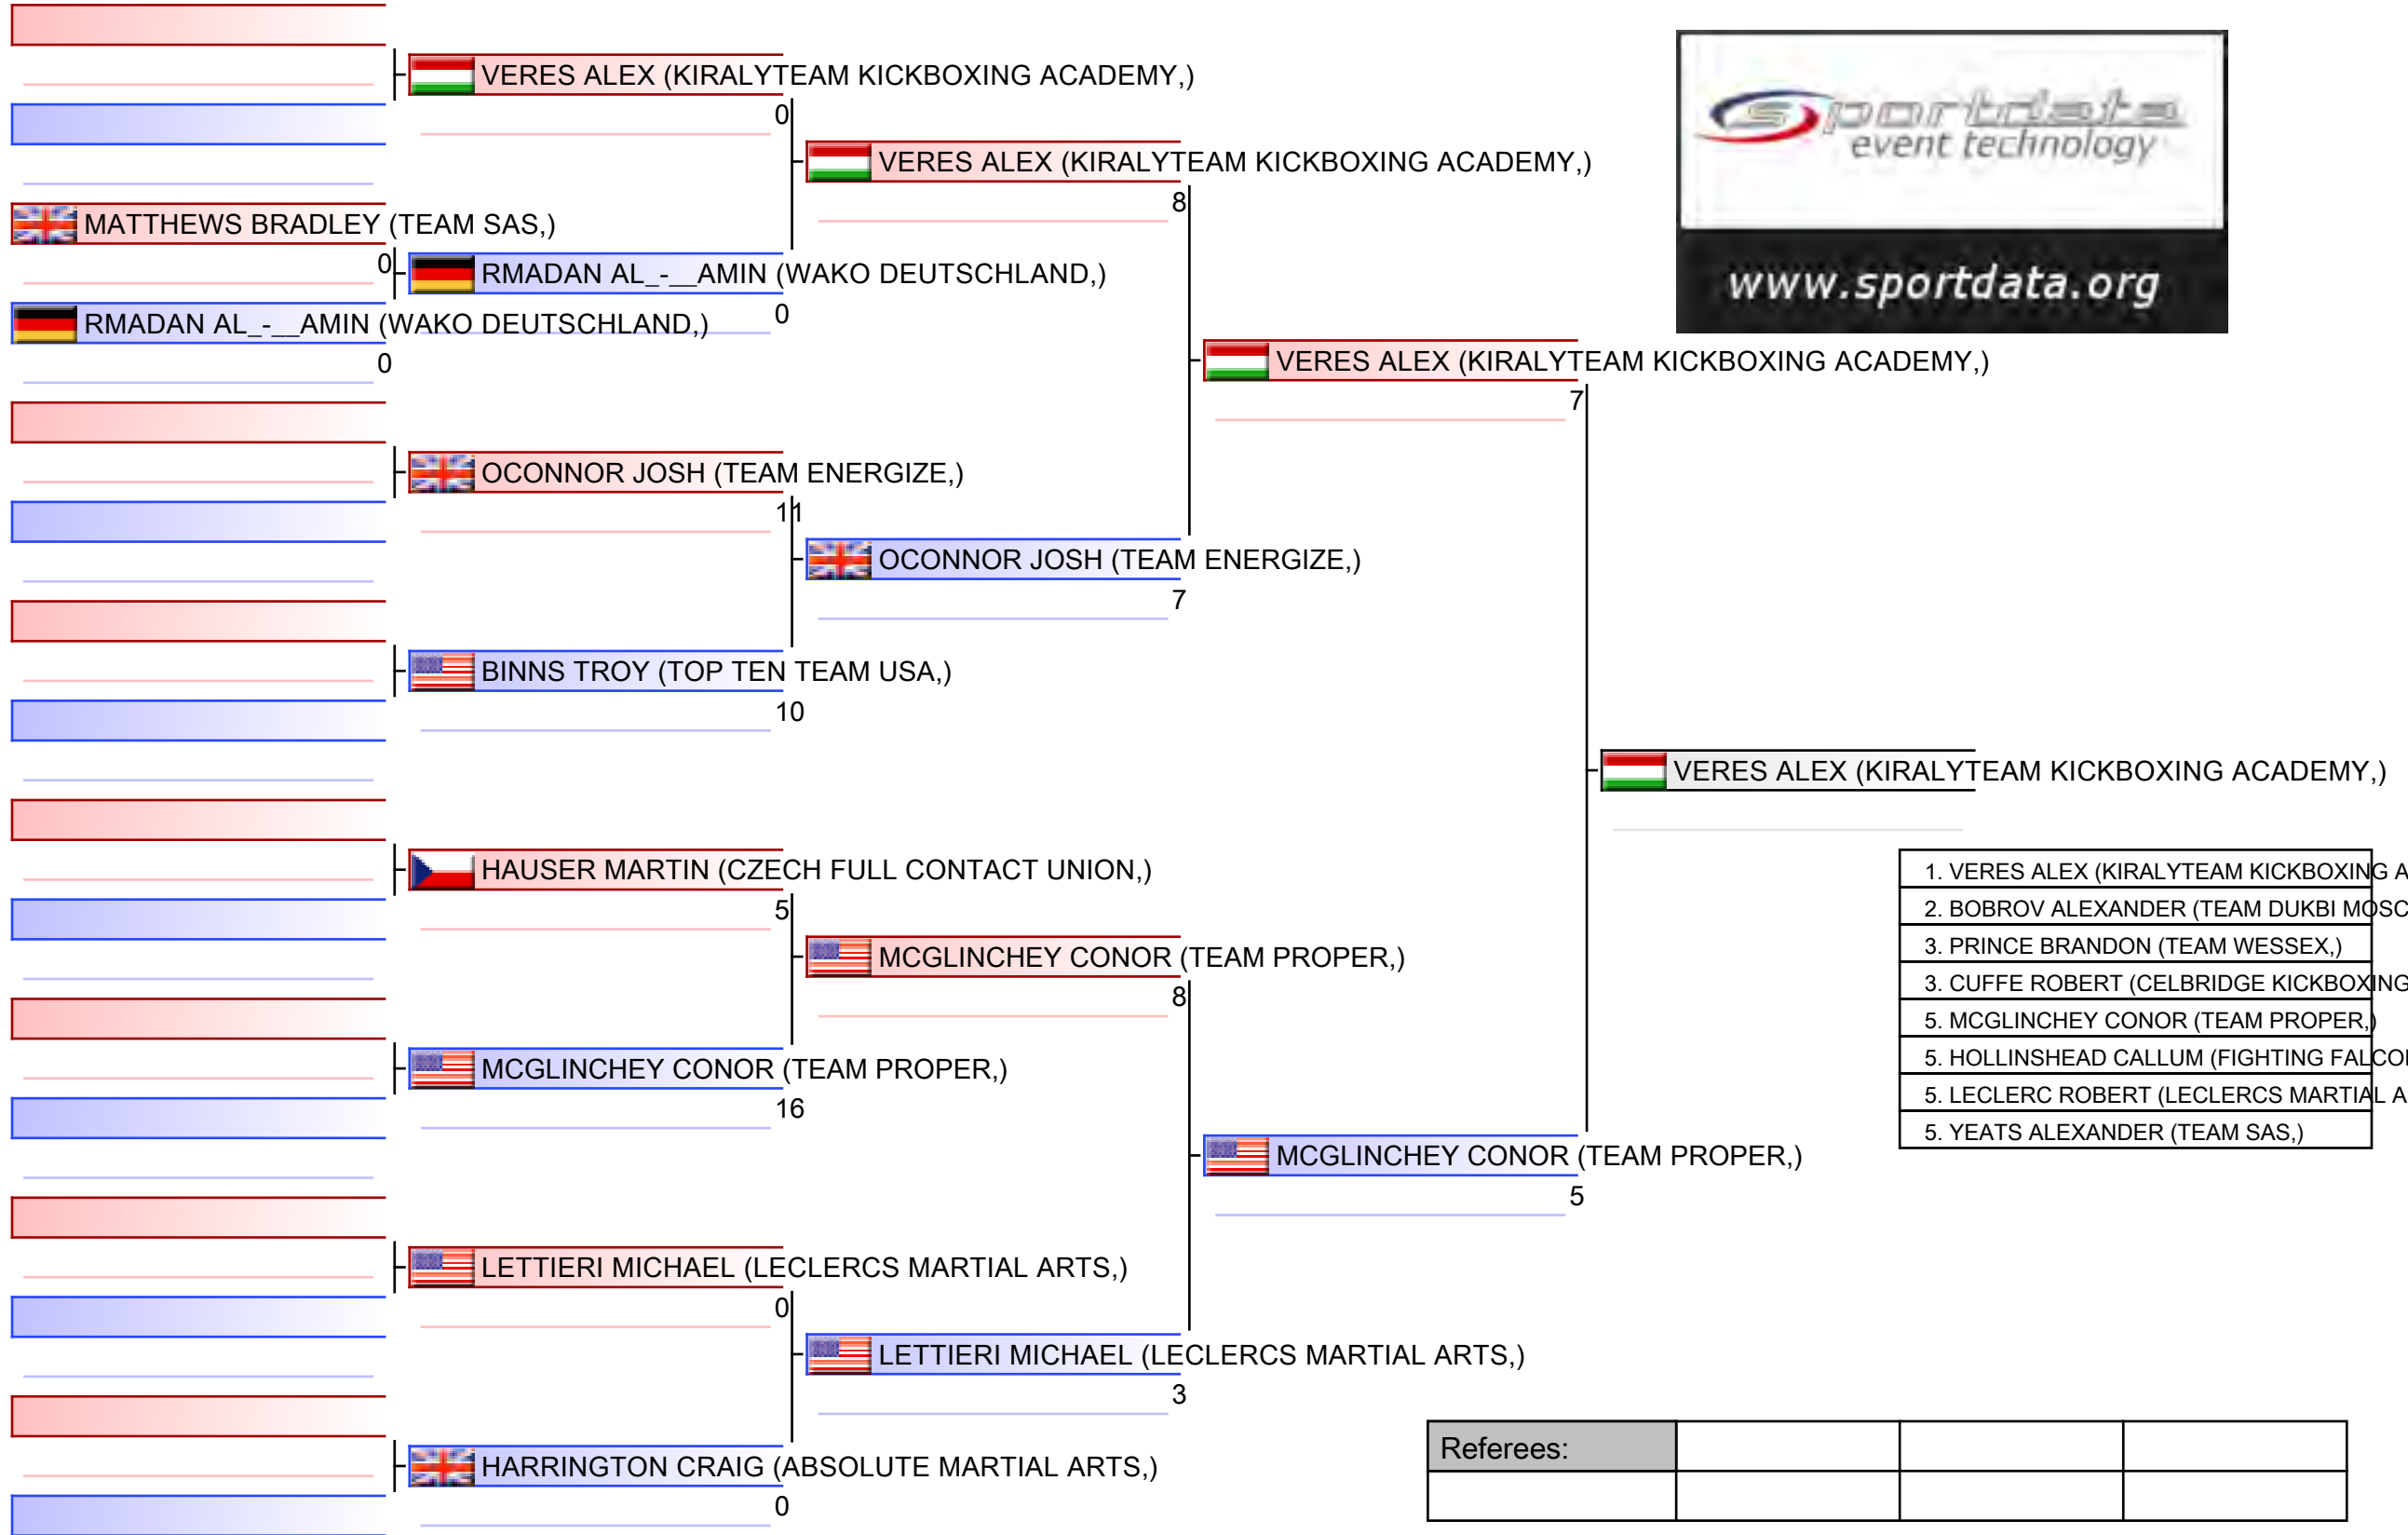 VERES ALEX (KIRALYTEAM KICKBOXING ACADEMY,)
0
sportdata
event technology
www.sportdata.org
VERES ALEX (KIRALYTEAM KICKBOXING ACADEMY,)
8
MATTHEWS BRADLEY (TEAM SAS,)
0
RMADAN AL_-__AMIN (WAKO DEUTSCHLAND,)
0
RMADAN AL_-__AMIN (WAKO DEUTSCHLAND,)
0
VERES ALEX (KIRALYTEAM KICKBOXING ACADEMY,)
7
OCONNOR JOSH (TEAM ENERGIZE,)
11
OCONNOR JOSH (TEAM ENERGIZE,)
7
BINNS TROY (TOP TEN TEAM USA,)
10
VERES ALEX (KIRALYTEAM KICKBOXING ACADEMY,)
HAUSER MARTIN (CZECH FULL CONTACT UNION,)
5
MCGLINCHEY CONOR (TEAM PROPER,)
8
MCGLINCHEY CONOR (TEAM PROPER,)
16
MCGLINCHEY CONOR (TEAM PROPER,)
5
1. VERES ALEX (KIRALYTEAM KICKBOXING A
2. BOBROV ALEXANDER (TEAM DUKBI MOSC
3. PRINCE BRANDON (TEAM WESSEX,)
3. CUFFE ROBERT (CELBRIDGE KICKBOXING
5. MCGLINCHEY CONOR (TEAM PROPER,)
5. HOLLINSHEAD CALLUM (FIGHTING FALCO
5. LECLERC ROBERT (LECLERCS MARTIAL A
5. YEATS ALEXANDER (TEAM SAS,)
LETTIERI MICHAEL (LECLERCS MARTIAL ARTS,)
0
LETTIERI MICHAEL (LECLERCS MARTIAL ARTS,)
3
HARRINGTON CRAIG (ABSOLUTE MARTIAL ARTS,)
0
Referees: